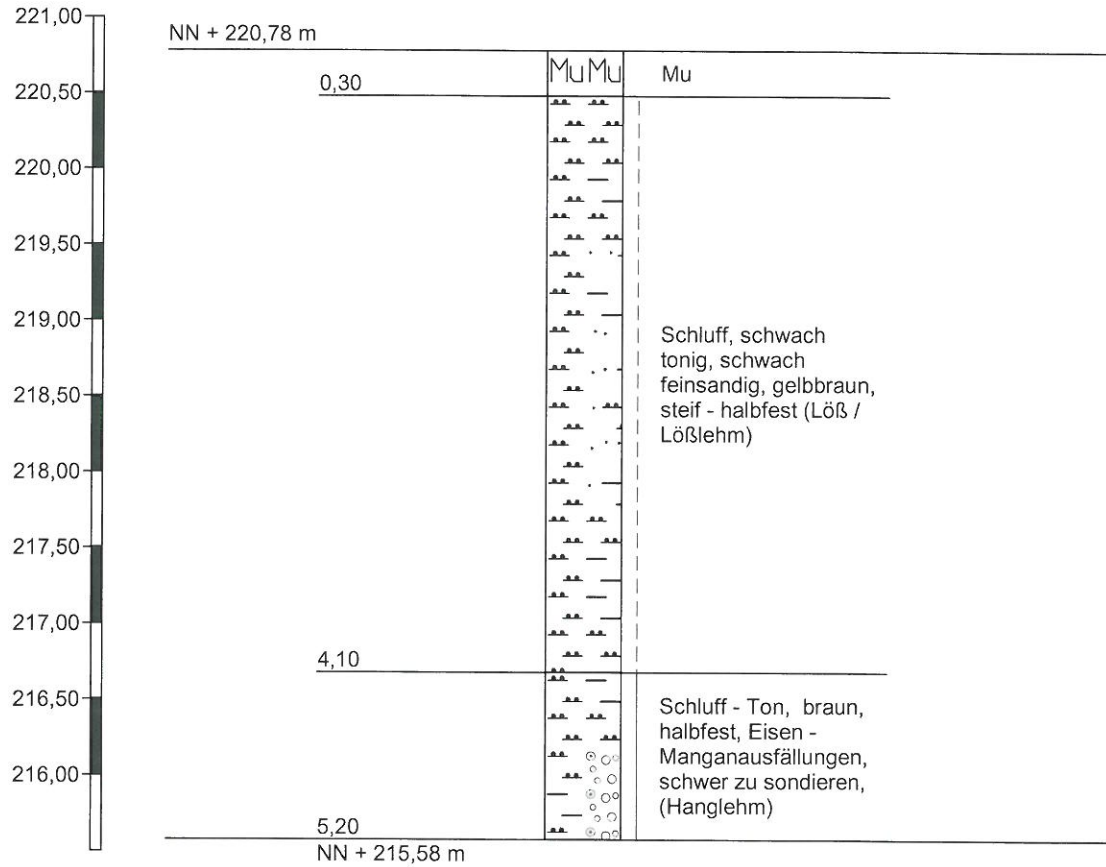 221,00
NN + 220,78 m
MuMu
Mu
0,30
220,50
220,00
219,50
219,00
Schluff, schwach
tonig, schwach
feinsandig, gelbbraun,
steif - halbfest (Löß /
Lößlehm)
218,50
218,00
217,50
217,00
4,10
216,50
Schluff - Ton, braun,
halbfest, Eisen -
Manganausfällungen,
schwer zu sondieren,
(Hanglehm)
216,00
5,20
NN + 215,58 m